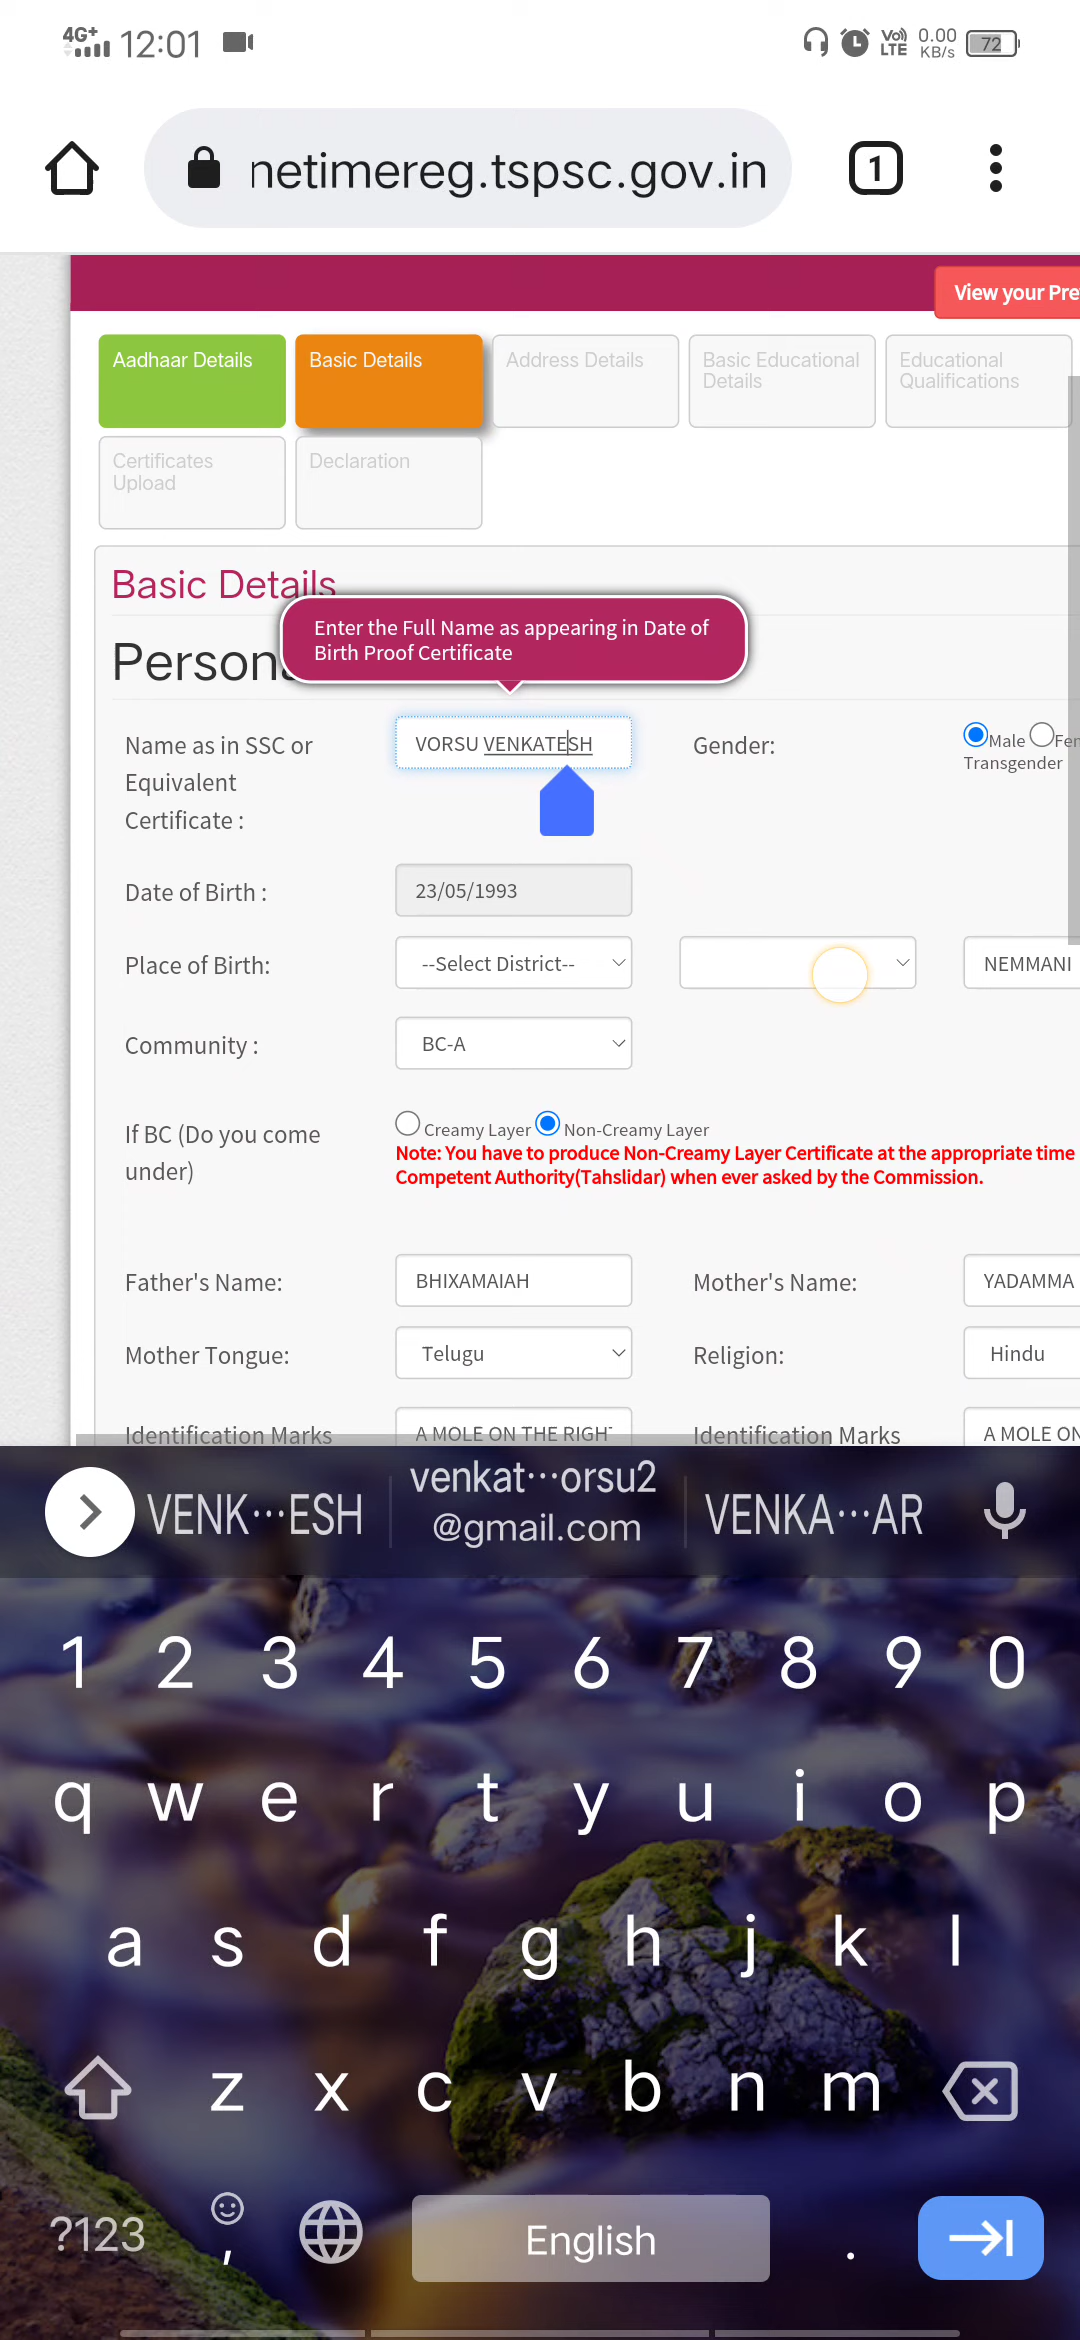 4G+ 12:01 Vo) LTE 0.00 KB/s 72
netimereg.tspsc.gov.in 1
View your Pre
Aadhaar Details
Basic Details
Address Details
Basic Educational Details
Educational Qualifications
Certificates Upload
Declaration
Basic Details
Enter the Full Name as appearing in Date of
Birth Proof Certificate
Person
Name as in SSC or
Equivalent
Certificate :
VORSU VENKATESH
Gender:
Male Fer
Transgender
Date of Birth :
23/05/1993
Place of Birth:
--Select District--
NEMMANI
Community :
BC-A
If BC (Do you come
under)
Creamy Layer Non-Creamy Layer
Note: You have to produce Non-Creamy Layer Certificate at the appropriate time
Competent Authority(Tahslidar) when ever asked by the Commission.
Father's Name:
BHIXAMAIAH
Mother's Name:
YADAMMA
Mother Tongue:
Telugu
Religion:
Hindu
Identification Marks
A MOLE ON THE RIGHT
Identification Marks
A MOLE ON
VENK···ESH
venkat···orsu2
@gmail.com
VENKA···AR
1 2 3 4 5 6 7 8 9 0
q w e r t y u i o p
a s d f g h j k l
z x c v b n m
?123 , English .